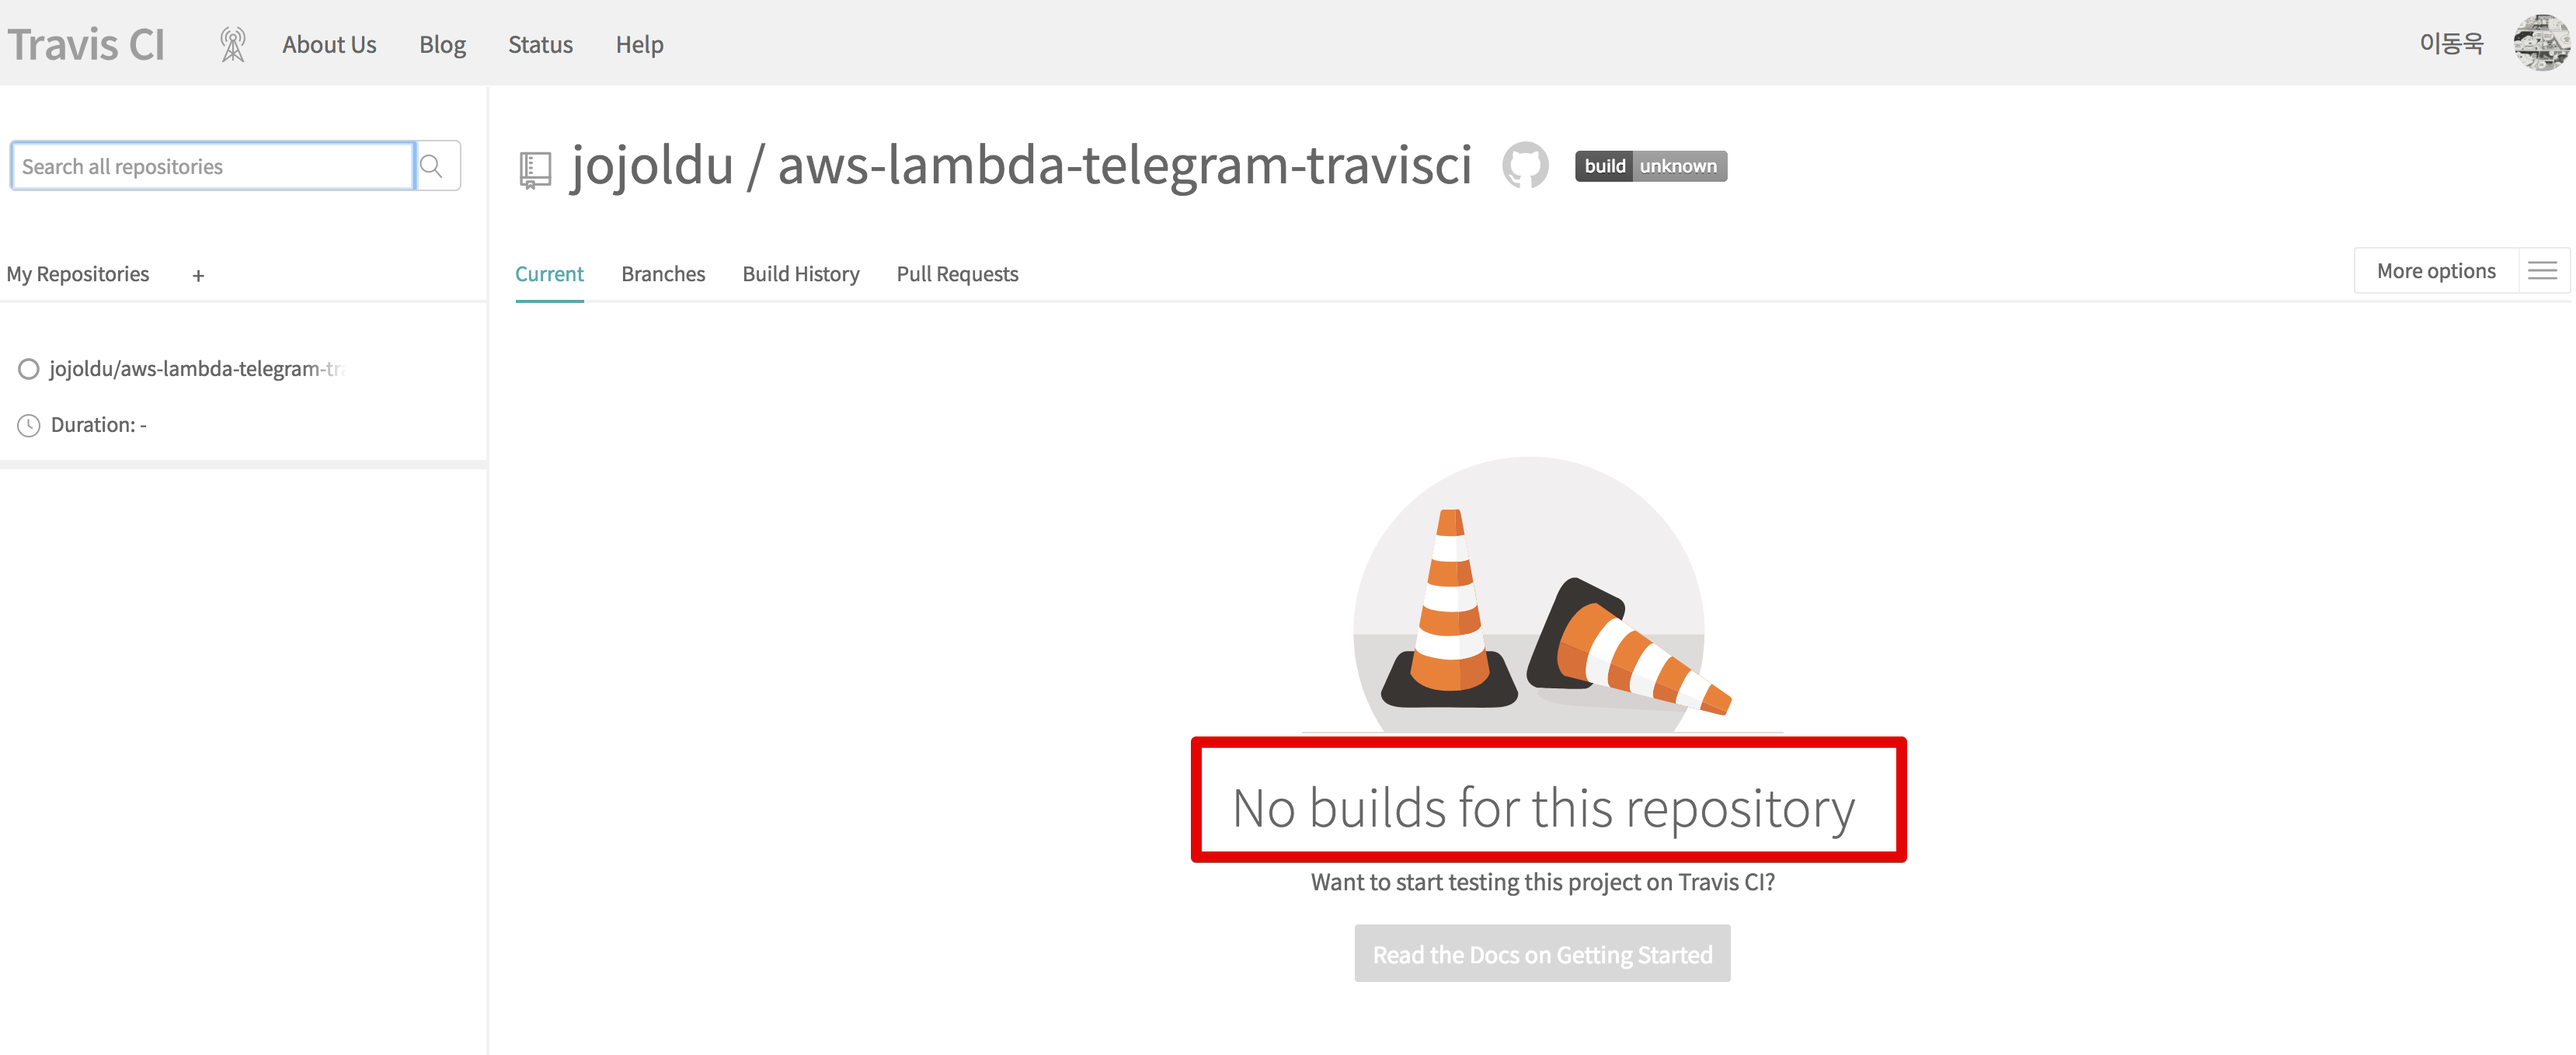 Travis CI
About Us
Blog
Status
Help
이동욱
Search all repositories
jojoldu / aws-lambda-telegram-travisci
build unknown
My Repositories +
Current
Branches
Build History
Pull Requests
More options
jojoldu/aws-lambda-telegram-tra
Duration: -
No builds for this repository
Want to start testing this project on Travis CI?
Read the Docs on Getting Started